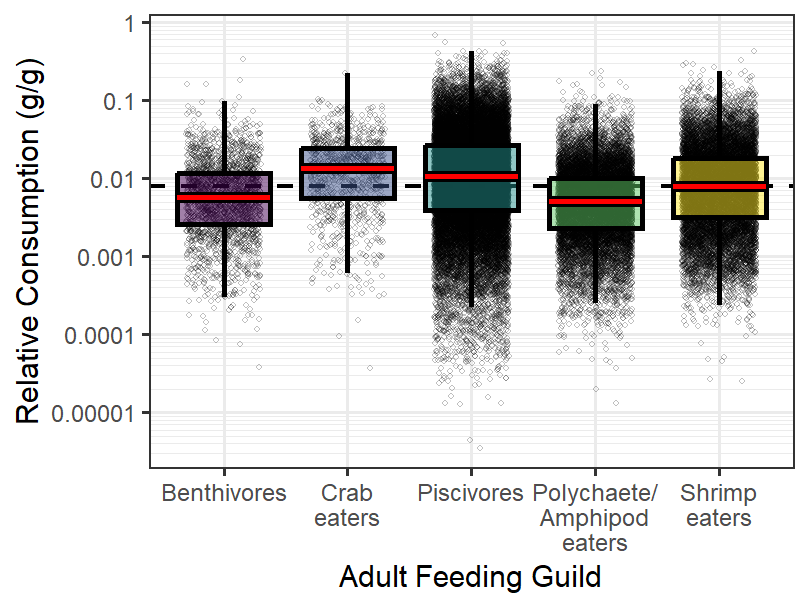 Relative Consumption (g/g)
1
0.1
0.01
0.001
0.0001
0.00001
Benthivores
Crab
eaters
Piscivores
Polychaete/
Amphipod
eaters
Shrimp
eaters
Adult Feeding Guild